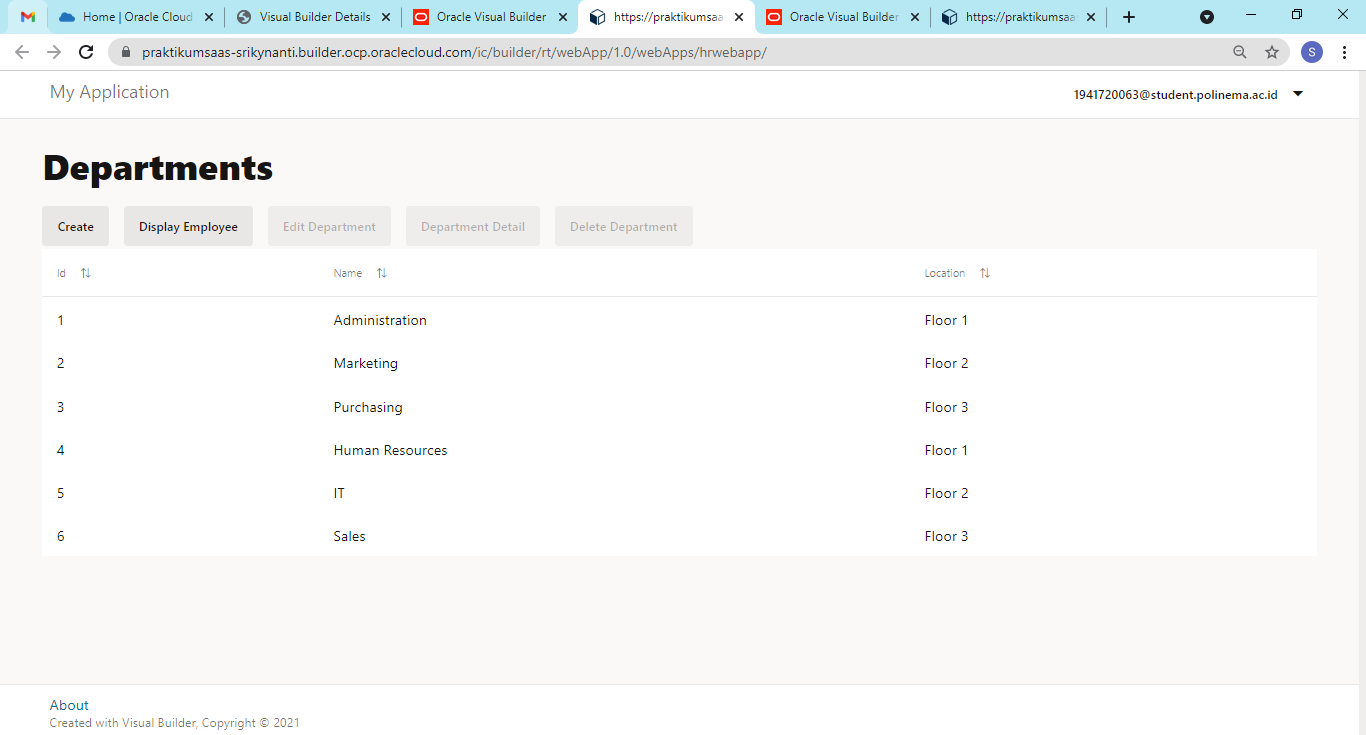 Home | Oracle Cloud
Visual Builder Details
Oracle Visual Builder
https://praktikumsaa
Oracle Visual Builder
https://praktikumsaa
praktikumsaas-srikynanti.builder.ocp.oraclecloud.com/ic/builder/rt/webApp/1.0/webApps/hrwebapp/
S
My Application
1941720063@student.polinema.ac.id
Departments
Create
Display Employee
Edit Department
Department Detail
Delete Department
Id Name Location
1 Administration Floor 1
2 Marketing Floor 2
3 Purchasing Floor 3
4 Human Resources Floor 1
5 IT Floor 2
6 Sales Floor 3
About
Created with Visual Builder, Copyright © 2021